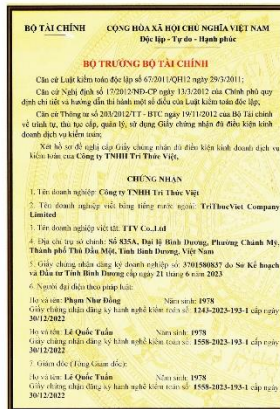 BỘ TÀI CHÍNH
CỘNG HÒA XÃ HỘI CHỦ NGHĨA VIỆT NAM
Độc lập - Tự do - Hạnh phúc
BỘ TRƯỞNG BỘ TÀI CHÍNH
Căn cứ Luật kiểm toán độc lập số 67/2011/QH12 ngày 29/3/2011;
Căn cứ Nghị định số 17/2012/NĐ-CP ngày 13/3/2012 của Chính phủ quy
định chi tiết và hướng dẫn thi hành một số điều của Luật kiểm toán độc lập;
Căn cứ Thông tư số 203/2012/TT - BTC ngày 19/11/2012 của Bộ Tài chính
về trình tự, thủ tục cấp, quản lý, sử dụng Giấy chứng nhận đủ điều kiện kinh
doanh dịch vụ kiểm toán;
Xét hồ sơ đề nghị cấp Giấy chứng nhận đủ điều kiện kinh doanh dịch vụ
kiểm toán của Công ty TNHH Tri Thức Việt,
CHỨNG NHẬN
1. Tên doanh nghiệp: Công ty TNHH Tri Thức Việt
2. Tên doanh nghiệp viết bằng tiếng nước ngoài: TriThucViet Company
Limited
3. Tên doanh nghiệp viết tắt: TTV Co.,Ltd
4. Địa chỉ trụ sở chính: Số 835A, Đại lộ Bình Dương, Phường Chánh Mỹ,
Thành phố Thủ Dầu Một, Tỉnh Bình Dương, Việt Nam
5. Giấy chứng nhận đăng ký doanh nghiệp số: 3701580837 do Sở Kế hoạch
và Đầu tư Tỉnh Bình Dương cấp ngày 21 tháng 6 năm 2023
6. Người đại diện theo pháp luật:
Họ và tên: Phạm Như Đồng Năm sinh: 1978
Giấy chứng nhận đăng ký hành nghề kiểm toán số: 1243-2023-193-1 cấp ngày
30/12/2022
Họ và tên: Lê Quốc Tuấn Năm sinh: 1978
Giấy chứng nhận đăng ký hành nghề kiểm toán số: 1558-2023-193-1 cấp ngày
30/12/2022
7. Giám đốc (Tổng Giám đốc):
Họ và tên: Lê Quốc Tuấn Năm sinh: 1978
Giấy chứng nhận đăng ký hành nghề kiểm toán số: 1558-2023-193-1 cấp ngày
30/12/2022